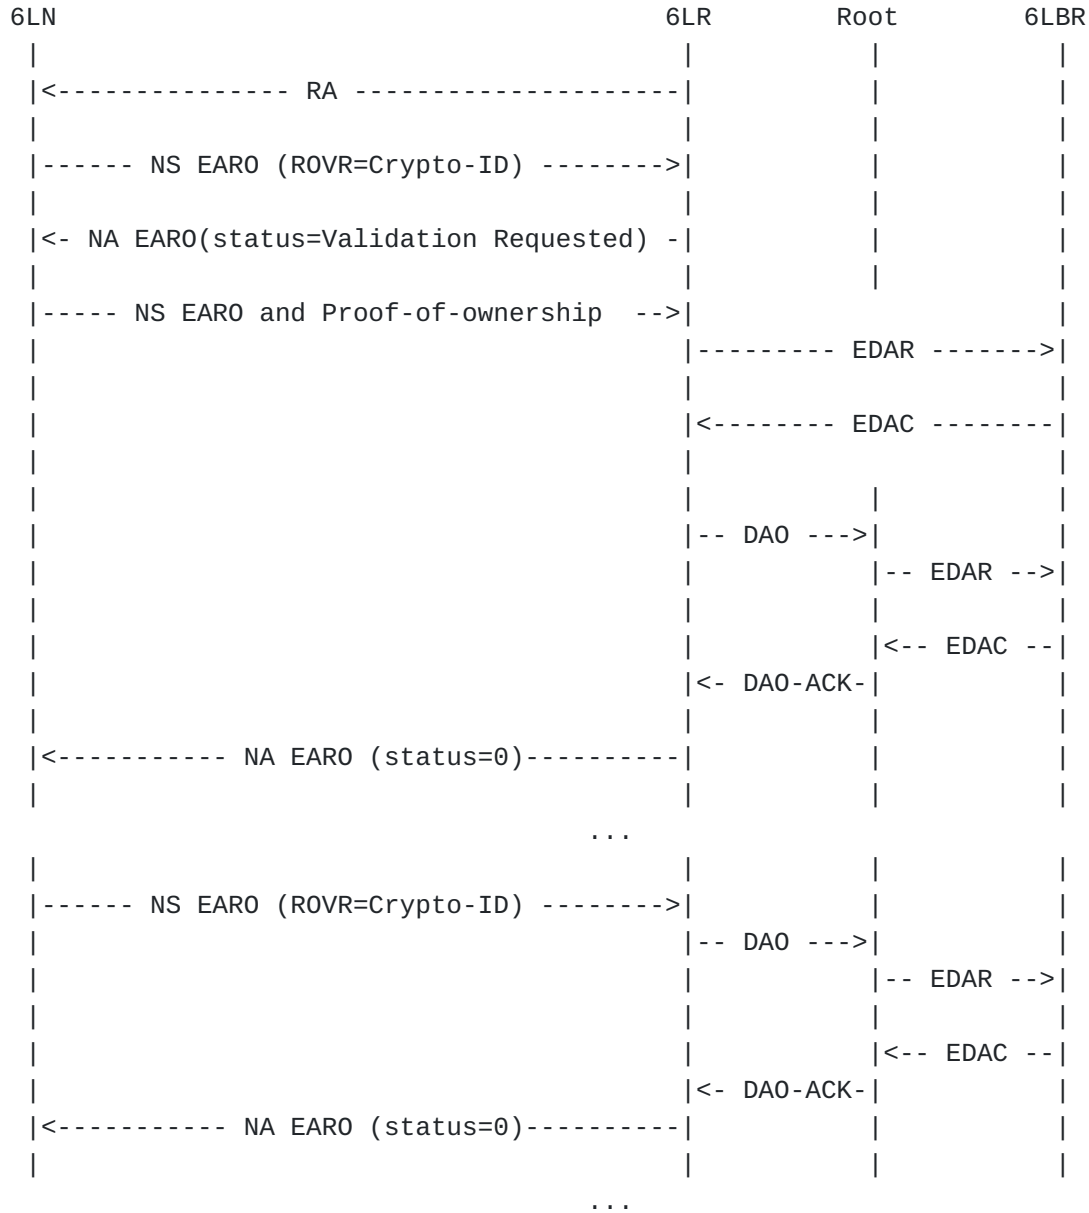 6LN 6LR Root 6LBR
|<--------------- RA ---------------------|
|------ NS EARO (ROVR=Crypto-ID) -------->|
|<- NA EARO(status=Validation Requested) -|
|----- NS EARO and Proof-of-ownership -->|
|--------- EDAR ------->|
|<-------- EDAC --------|
|-- DAO --->|
|-- EDAR -->|
|<-- EDAC --|
|<- DAO-ACK-|
|<----------- NA EARO (status=0)----------|
...
|------ NS EARO (ROVR=Crypto-ID) -------->|
|-- DAO --->|
|-- EDAR -->|
|<-- EDAC --|
|<- DAO-ACK-|
|<----------- NA EARO (status=0)----------|
...